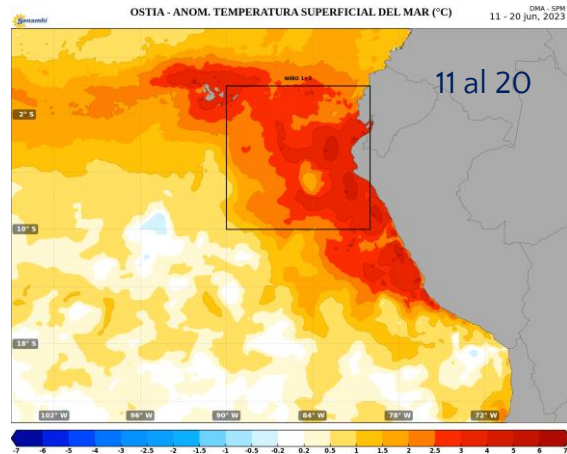 Senamhi
OSTIA - ANOM. TEMPERATURA SUPERFICIAL DEL MAR (°C)
DMA - SPM
11 - 20 jun, 2023
NIÑO 1+2
11 al 20
2° S
10° S
18° S
102° W 96° W 90° W 84° W 78° W 72° W
-7 -6 -5 -4 -3 -2.5 -2 -1.5 -1 -0.5 -0.2 0.2 0.5 1 1.5 2 2.5 3 4 5 6 7